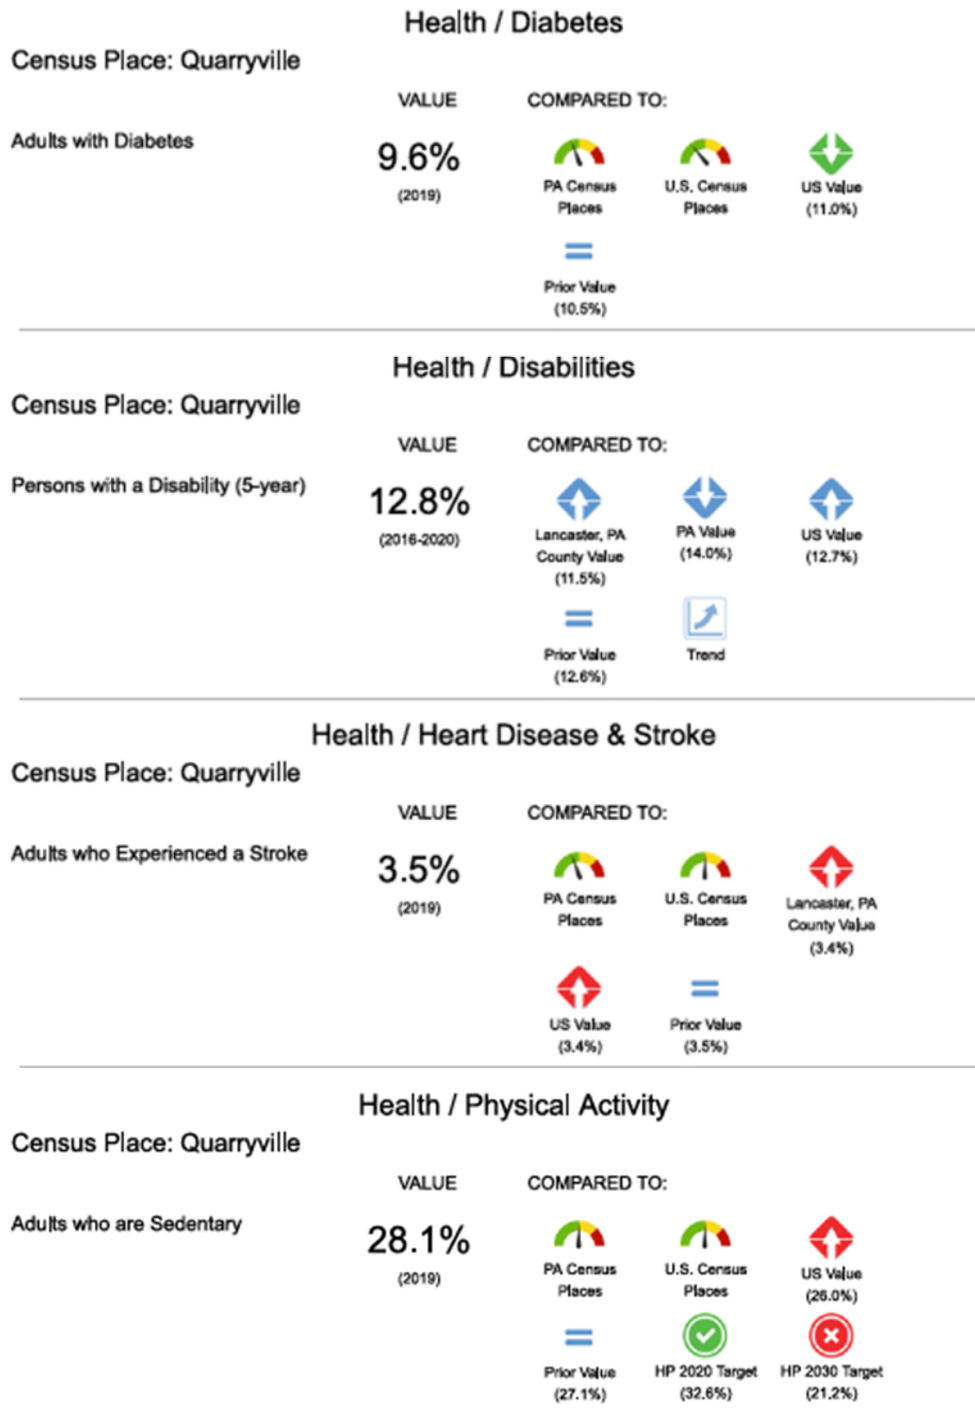 Health / Diabetes
Census Place: Quarryville
VALUE COMPARED TO:
Adults with Diabetes
9.6%
(2019)
PA Census
Places
U.S. Census
Places
US Value
(11.0%)
Prior Value
(10.5%)
Health / Disabilities
Census Place: Quarryville
VALUE COMPARED TO:
Persons with a Disability (5-year)
12.8%
(2016-2020)
Lancaster, PA
County Value
(11.5%)
PA Value
(14.0%)
US Value
(12.7%)
Prior Value
(12.6%)
Trend
Health / Heart Disease & Stroke
Census Place: Quarryville
VALUE COMPARED TO:
Adults who Experienced a Stroke
3.5%
(2019)
PA Census
Places
U.S. Census
Places
Lancaster, PA
County Value
(3.4%)
US Value
(3.4%)
Prior Value
(3.5%)
Health / Physical Activity
Census Place: Quarryville
VALUE COMPARED TO:
Adults who are Sedentary
28.1%
(2019)
PA Census
Places
U.S. Census
Places
US Value
(26.0%)
Prior Value
(27.1%)
HP 2020 Target
(32.6%)
HP 2030 Target
(21.2%)